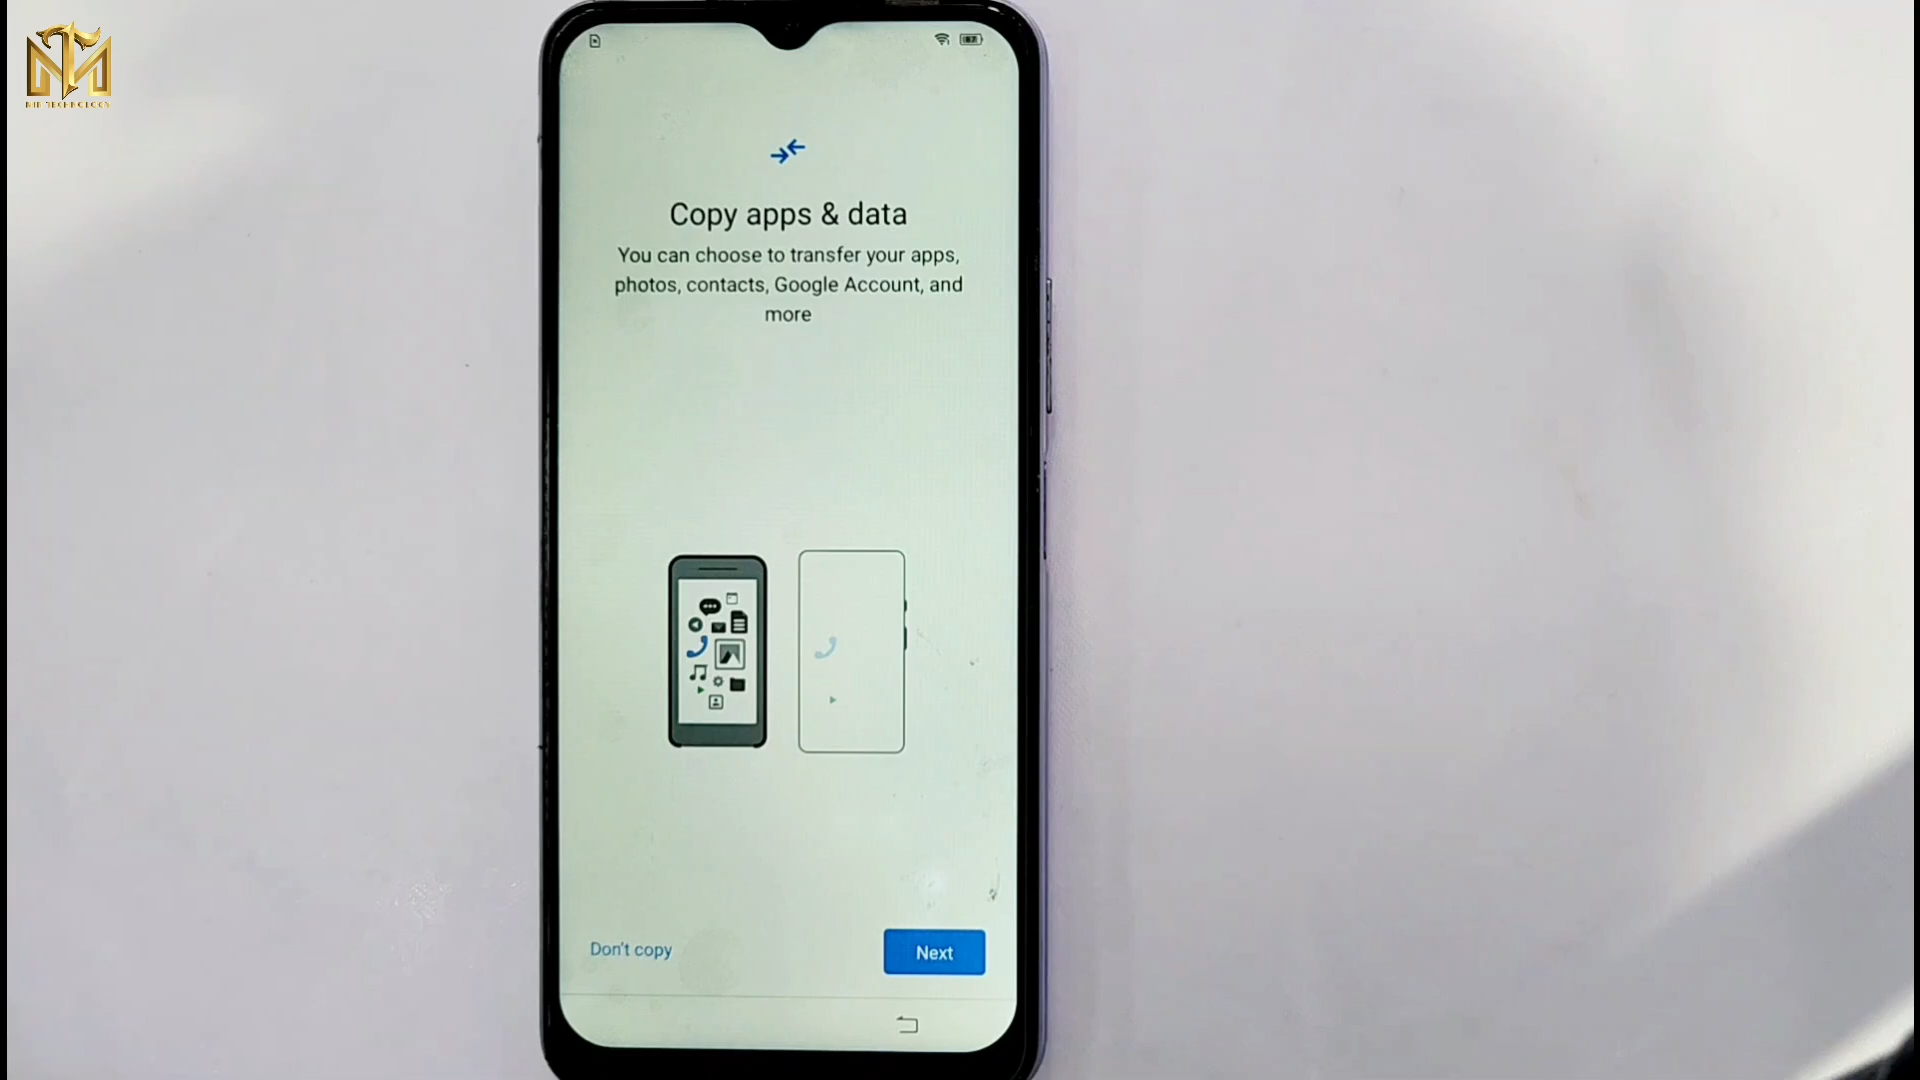 Copy apps & data
You can choose to transfer your apps,
photos, contacts, Google Account, and
more
Don't copy
Next